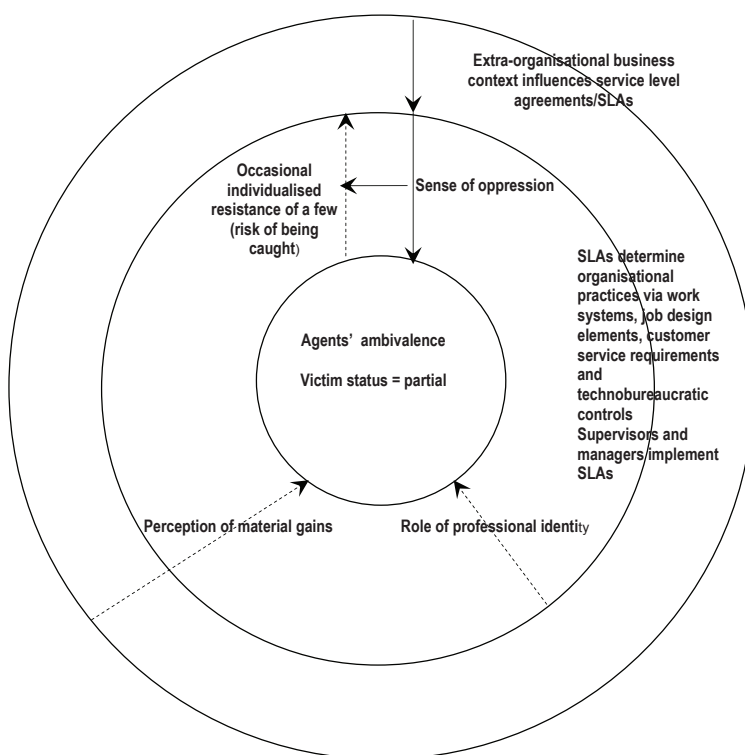 Extra-organisational business
context influences service level
agreements/SLAs
Occasional
individualised
resistance of a few
(risk of being
caught)
Sense of oppression
SLAs determine
organisational
practices via work
systems, job design
elements, customer
service requirements
and
technobureaucratic
controls
Supervisors and
managers implement
SLAs
Agents' ambivalence
Victim status = partial
Perception of material gains
Role of professional identity